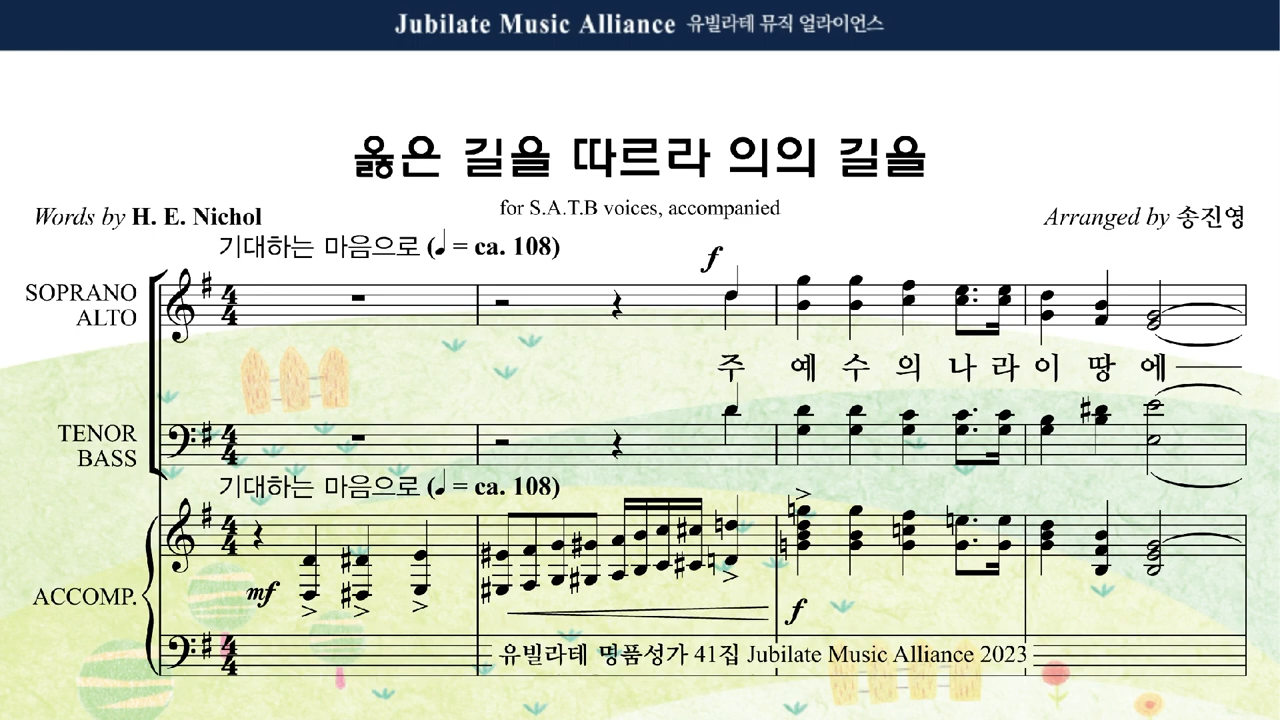 Jubilate Music Alliance 유빌라테 뮤직 얼라이언스
옳은 길을 따르라 의의 길을
for S.A.T.B voices, accompanied
Words by H. E. Nichol
Arranged by 송진영
기대하는 마음으로 (♩ = ca. 108)
f
SOPRANO
ALTO
주 예 수 의 나 라 이 땅 에
TENOR
BASS
기대하는 마음으로 (♩ = ca. 108)
ACCOMP.
mf
f
유빌라테 명품성가 41집 Jubilate Music Alliance 2023